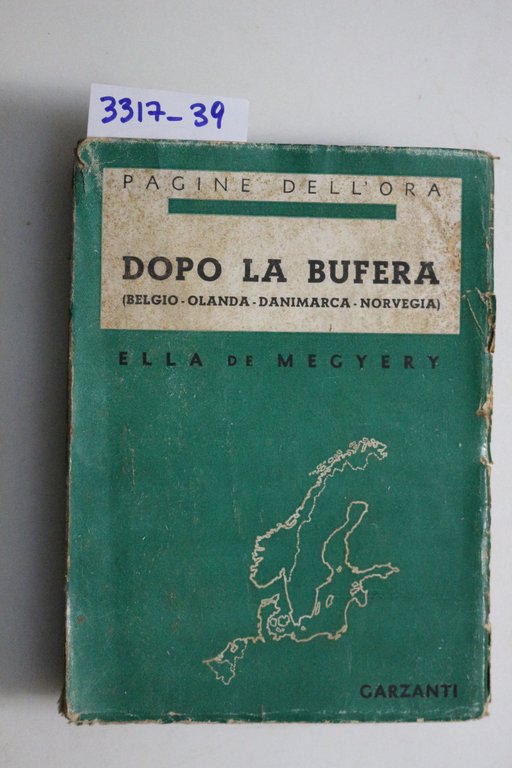 3317-39
PAGINE DELL'ORA
DOPO LA BUFERA
(BELGIO - OLANDA - DANIMARCA - NORVEGIA)
ELLA DE MEGYERY
GARZANTI